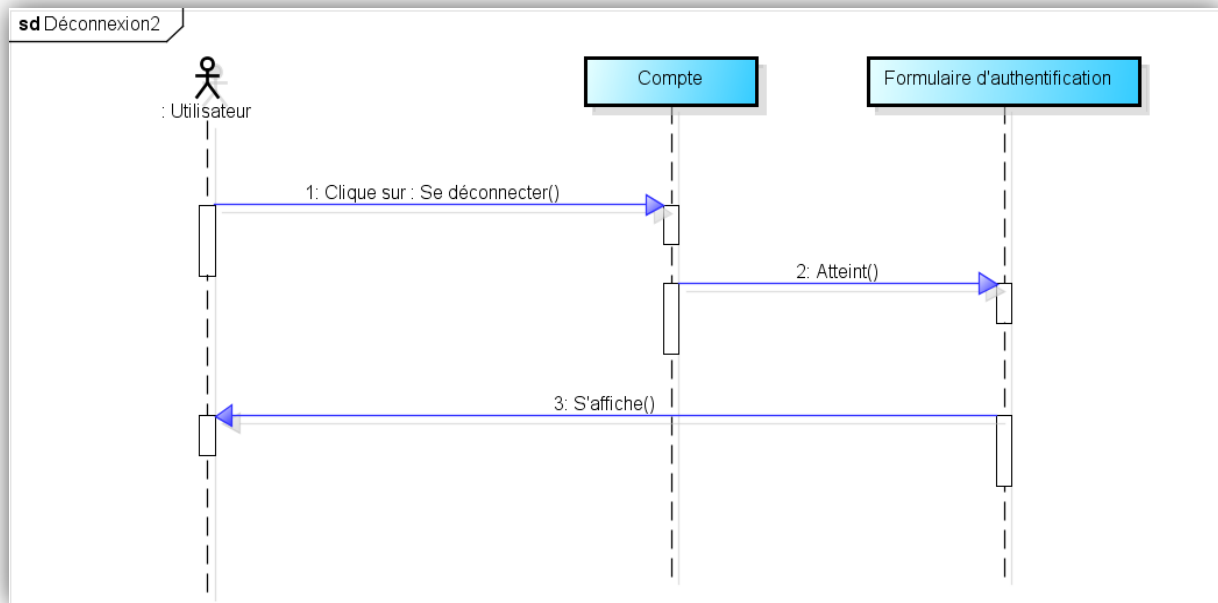 sd Déconnexion2
: Utilisateur
Compte
Formulaire d'authentification
1: Clique sur : Se déconnecter()
2: Atteint()
3: S'affiche()